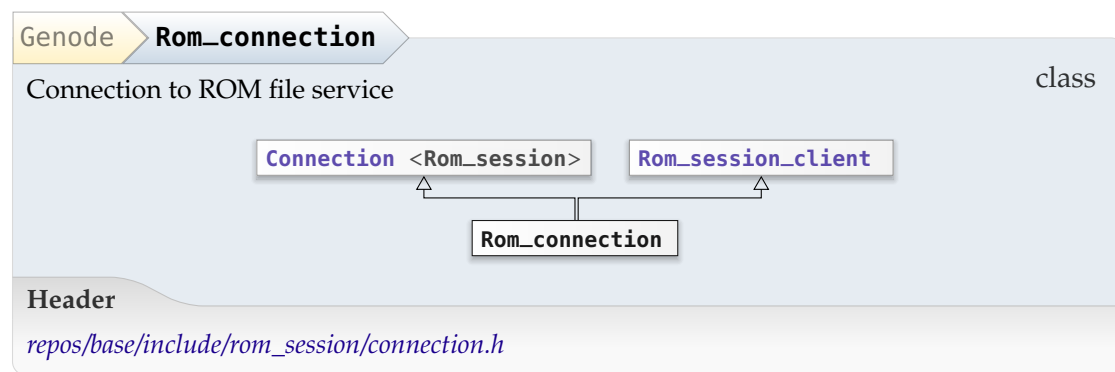 Genode Rom_connection
Connection to ROM file service class
Connection <Rom_session> Rom_session_client
Rom_connection
Header
repos/base/include/rom_session/connection.h